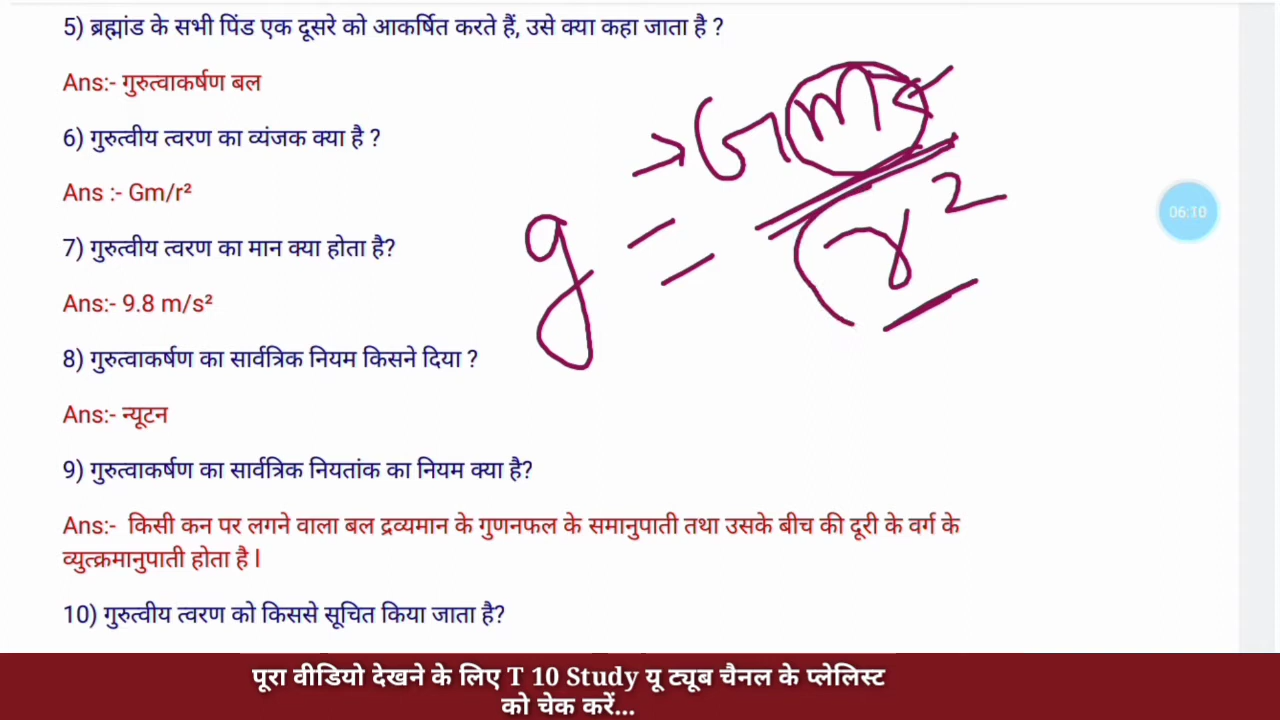 5) ब्रह्मांड के सभी पिंड एक दूसरे को आकर्षित करते हैं, उसे क्या कहा जाता है ?
Ans:- गुरुत्वाकर्षण बल
6) गुरुत्वीय त्वरण का व्यंजक क्या है ?
Ans :- Gm/r²
7) गुरुत्वीय त्वरण का मान क्या होता है?
Ans:- 9.8 m/s²
8) गुरुत्वाकर्षण का सार्वत्रिक नियम किसने दिया ?
Ans:- न्यूटन
9) गुरुत्वाकर्षण का सार्वत्रिक नियतांक का नियम क्या है?
Ans:- किसी कन पर लगने वाला बल द्रव्यमान के गुणनफल के समानुपाती तथा उसके बीच की दूरी के वर्ग के
व्युत्क्रमानुपाती होता है l
10) गुरुत्वीय त्वरण को किससे सूचित किया जाता है?
→ Gm
g = r²
06:10
पूरा वीडियो देखने के लिए T 10 Study यू ट्यूब चैनल के प्लेलिस्ट
को चेक करें...